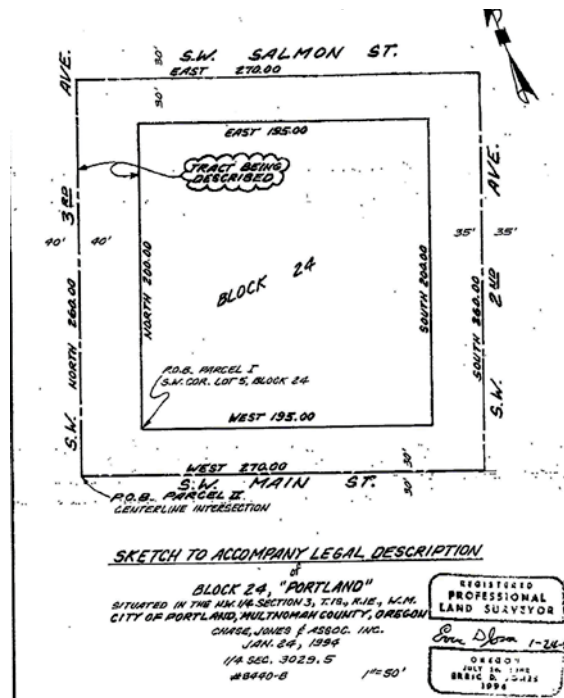 S.W. SALMON ST.
EAST 270.00
30'
30'
AVE.
3RD
S.W.
NORTH 260.00
40'
40'
EAST 195.00
TRACT BEING
DESCRIBED
NORTH 200.00
BLOCK 24
SOUTH 200.00
35'
35'
AVE.
2ND
S.W.
SOUTH 260.00
P.O.B. PARCEL I
S.W. COR. LOT 5, BLOCK 24
WEST 195.00
30'
30'
WEST 270.00
S.W. MAIN ST.
P.O.B. PARCEL II
CENTERLINE INTERSECTION
SKETCH TO ACCOMPANY LEGAL DESCRIPTION
of
BLOCK 24, "PORTLAND"
SITUATED IN THE N.W. 1/4 SECTION 3, T.1S., R.1E., W.M.
CITY OF PORTLAND, MULTNOMAH COUNTY, OREGON
CHASE, JONES & ASSOC. INC.
JAN. 24, 1994
1/4 SEC. 3029.5
#8440-B
1"=50'
REGISTERED
PROFESSIONAL
LAND SURVEYOR
1-24-
OREGON
JULY
ERIC D. JONES
1994